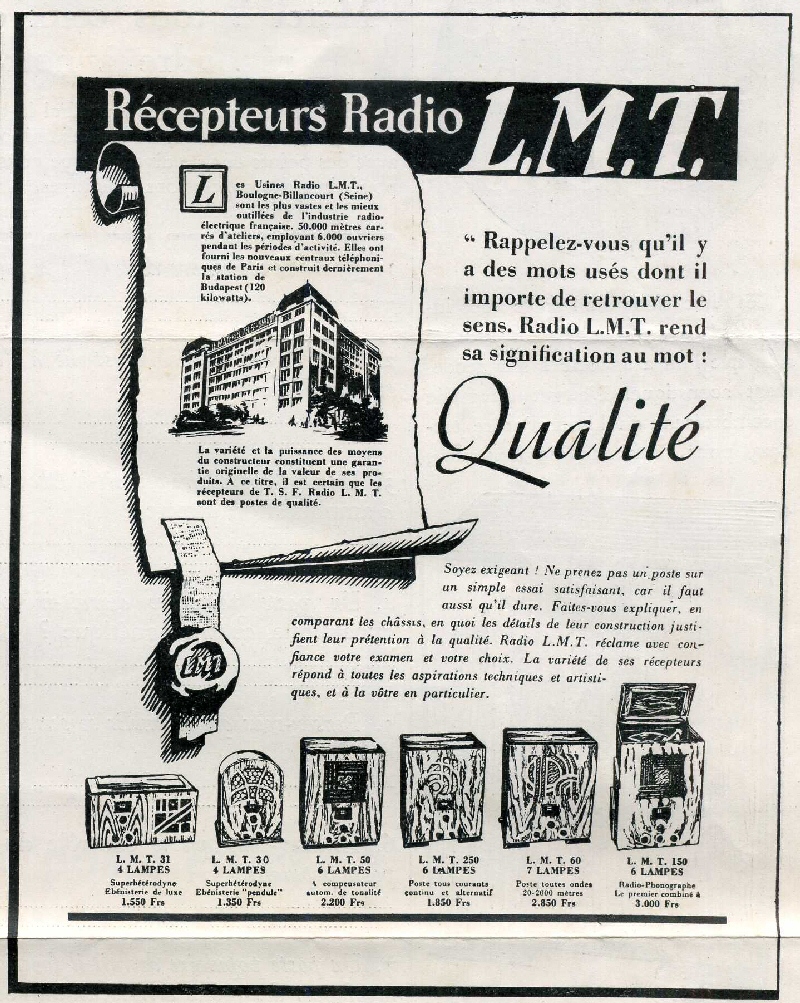 Récepteurs Radio L.M.T.
Les Usines Radio L.M.T.,
Boulogne-Billancourt (Seine)
sont les plus vastes et les mieux
outillées de l'industrie radio-
électrique française. 50.000 mètres car-
rés d'ateliers, employant 6.000 ouvriers
pendant les périodes d'activité. Elles ont
fourni les nouveaux centraux téléphoni-
ques de Paris et construit dernièrement
la station de
Budapest (120
kilowatts).
La variété et la puissance des moyens
du constructeur constituent une garan-
tie originelle de la valeur de ses pro-
duits. A ce titre, il est certain que les
récepteurs de T. S. F. Radio L. M. T.
sont des postes de qualité.
“ Rappelez-vous qu'il y
a des mots usés dont il
importe de retrouver le
sens. Radio L.M.T. rend
sa signification au mot :
Qualité
Soyez exigeant ! Ne prenez pas un poste sur
un simple essai satisfaisant, car il faut
aussi qu'il dure. Faites-vous expliquer, en
comparant les châssis, en quoi les détails de leur construction justi-
fient leur prétention à la qualité. Radio L.M.T. réclame avec con-
fiance votre examen et votre choix. La variété de ses récepteurs
répond à toutes les aspirations techniques et artisti-
ques, et à la vôtre en particulier.
lmt
L. M. T. 31
4 LAMPES
Superhétérodyne
Ebénisterie de luxe
1.550 Frs
L. M. T. 30
4 LAMPES
Superhétérodyne
Ebénisterie "pendule"
1.350 Frs
L. M. T. 50
6 LAMPES
A compensateur
autom. de tonalité
2.200 Frs
L. M. T. 250
6 LAMPES
Poste tous courants
continu et alternatif
1.850 Frs
L. M. T. 60
7 LAMPES
Poste toutes ondes
20-2000 mètres
2.850 Frs
L. M. T. 150
6 LAMPES
Radio-Phonographe
Le premier combiné à
3.000 Frs